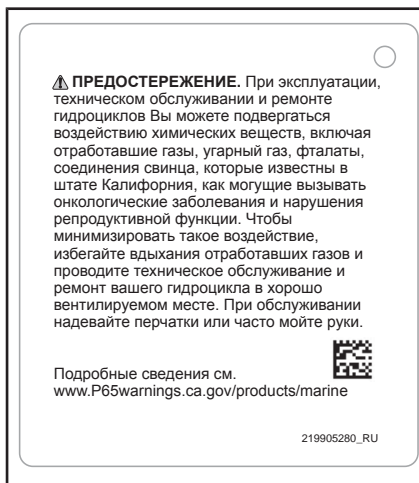 ⚠ ПРЕДОСТЕРЕЖЕНИЕ. При эксплуатации,
техническом обслуживании и ремонте
гидроциклов Вы можете подвергаться
воздействию химических веществ, включая
отработавшие газы, угарный газ, фталаты,
соединения свинца, которые известны в
штате Калифорния, как могущие вызывать
онкологические заболевания и нарушения
репродуктивной функции. Чтобы
минимизировать такое воздействие,
избегайте вдыхания отработавших газов и
проводите техническое обслуживание и
ремонт вашего гидроцикла в хорошо
вентилируемом месте. При обслуживании
надевайте перчатки или часто мойте руки.
Подробные сведения см.
www.P65warnings.ca.gov/products/marine
219905280_RU